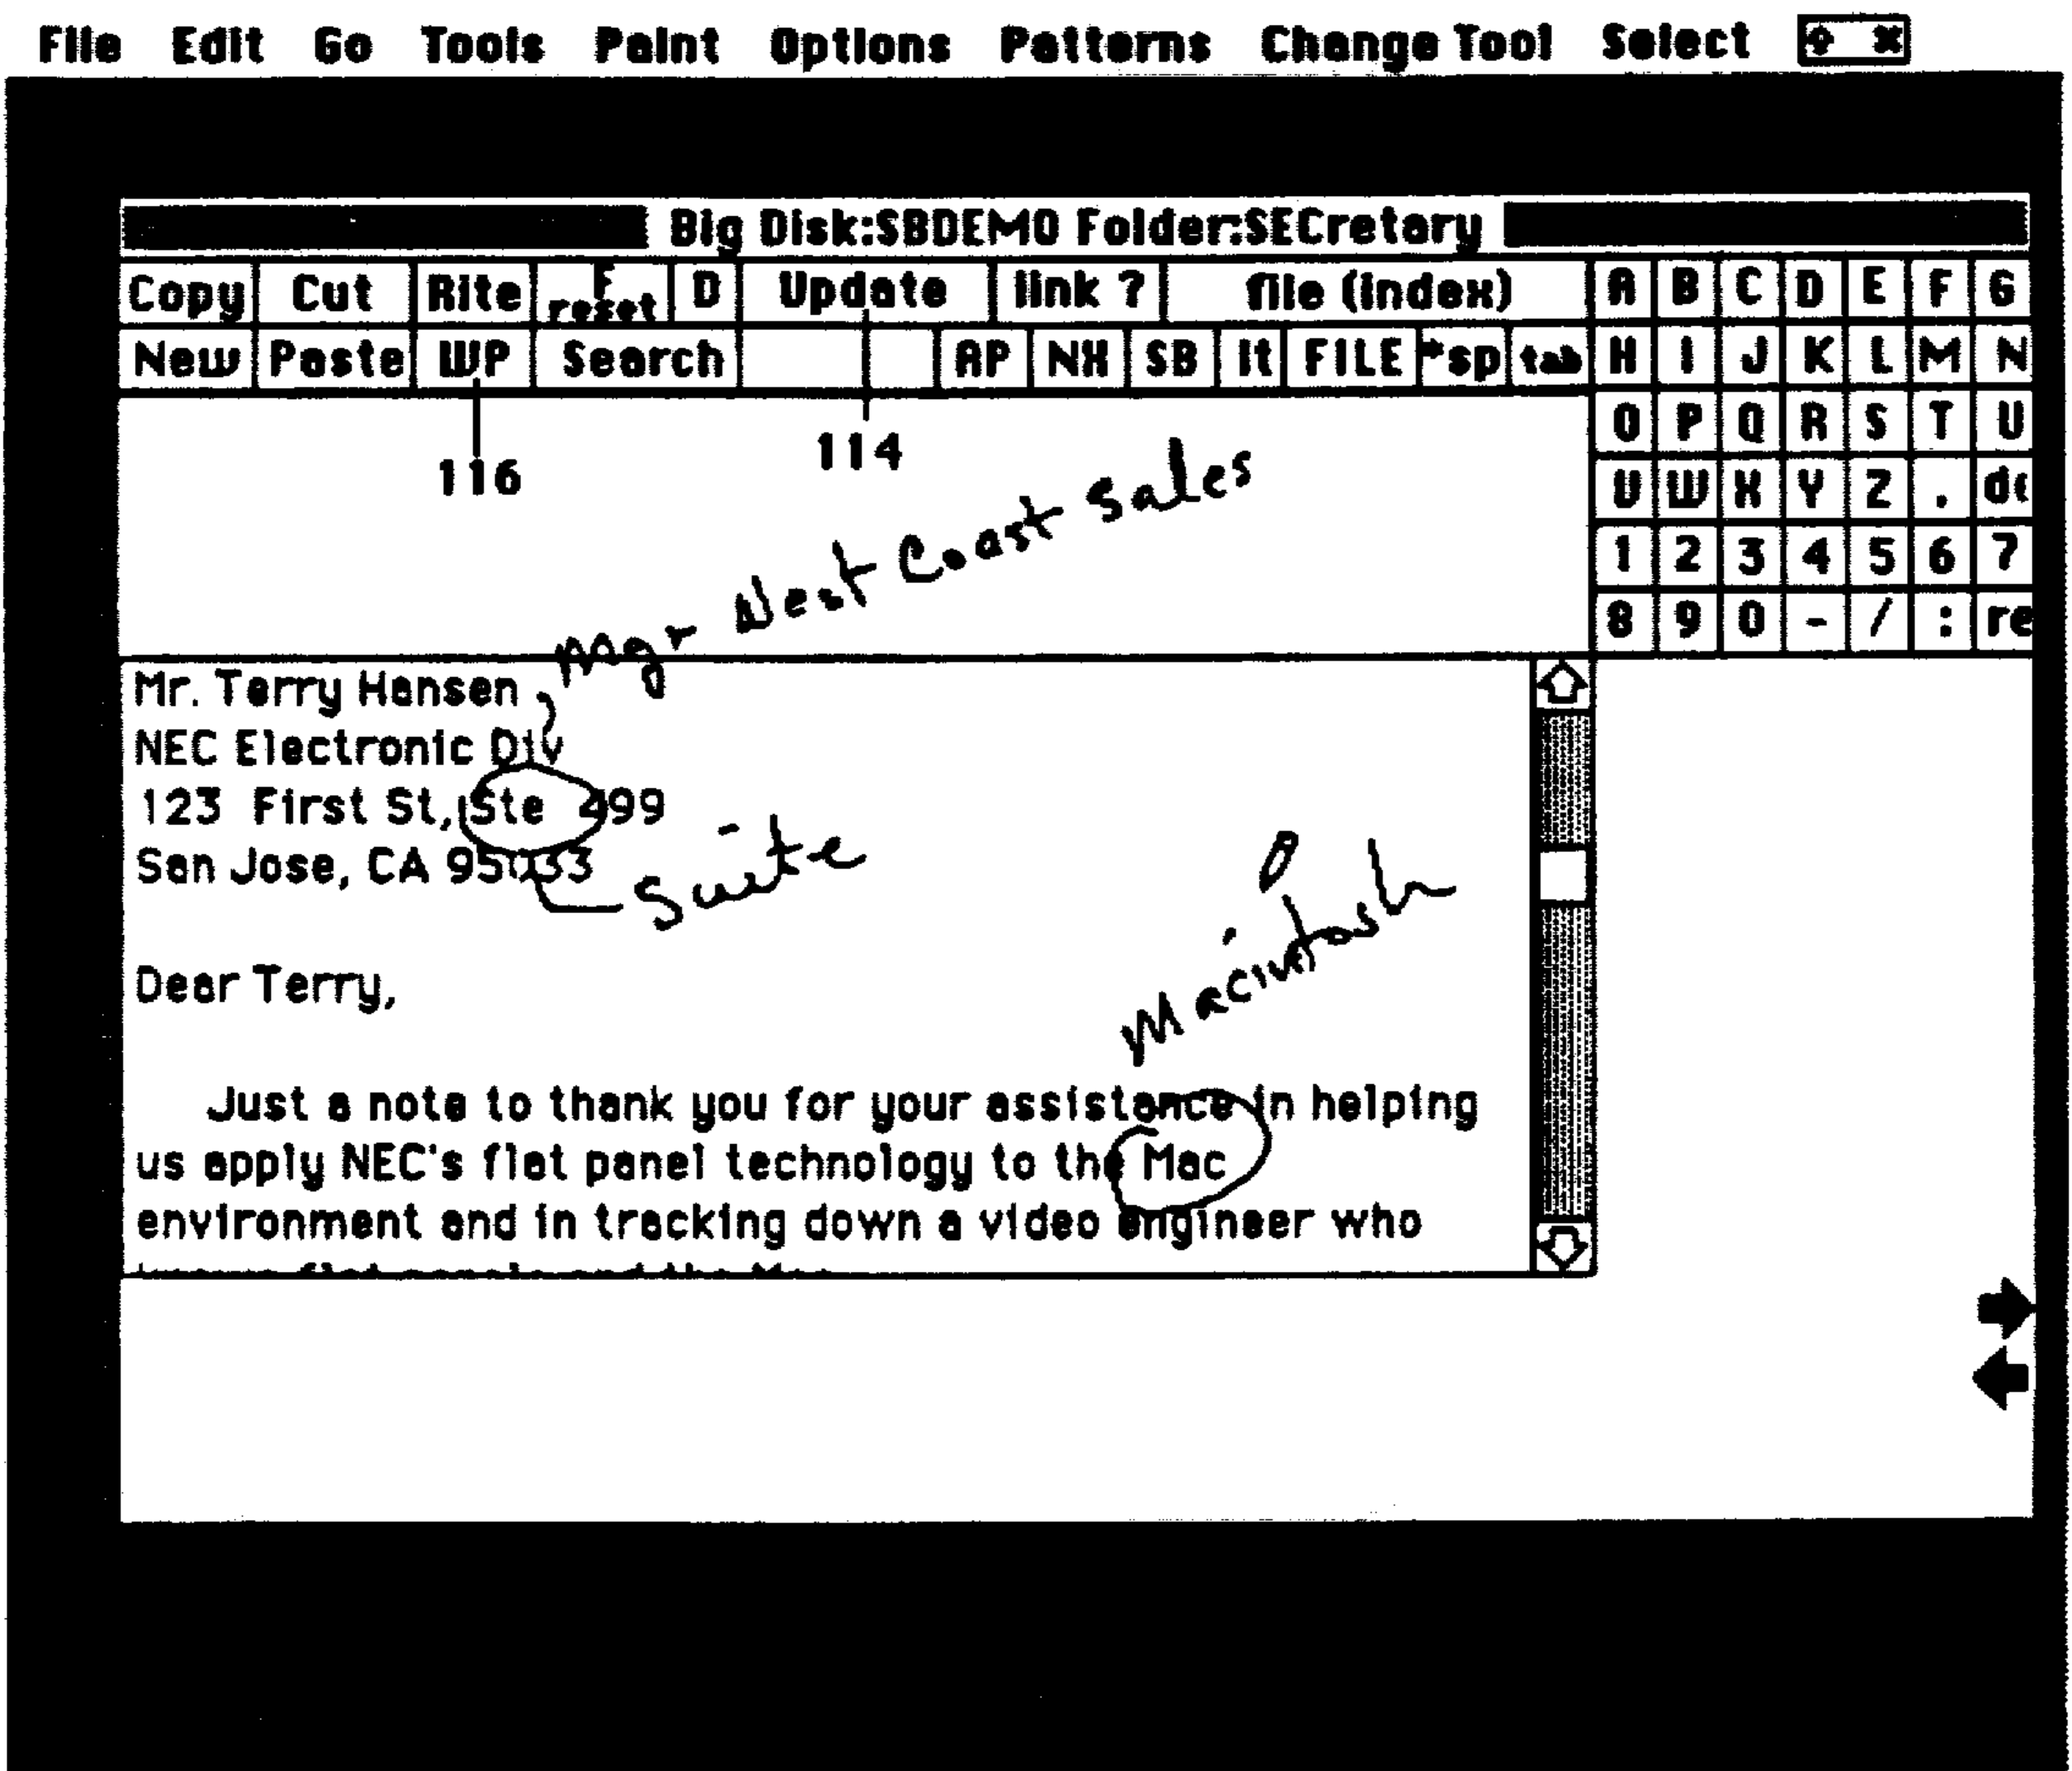 File Edit Go Tools Paint Options Patterns Change Tool Select
Big Disk:SBDEMO Folder:SECretary
Copy Cut Rite F reset D Update link ? file (index) A B C D E F G
New Paste WP Search AP NX SB It FILE *sp tab H I J K L M N
O P Q R S T U
V W X Y Z .
116 114
1 2 3 4 5 6 7
8 9 0 - / : re
, Mgr West Coast Sales
Mr. Terry Hansen
NEC Electronic Div
123 First St, Ste 499
San Jose, CA 95033
Suite
Dear Terry,
Macintosh
Just a note to thank you for your assistance in helping
us apply NEC's flat panel technology to the Mac
environment and in tracking down a video engineer who